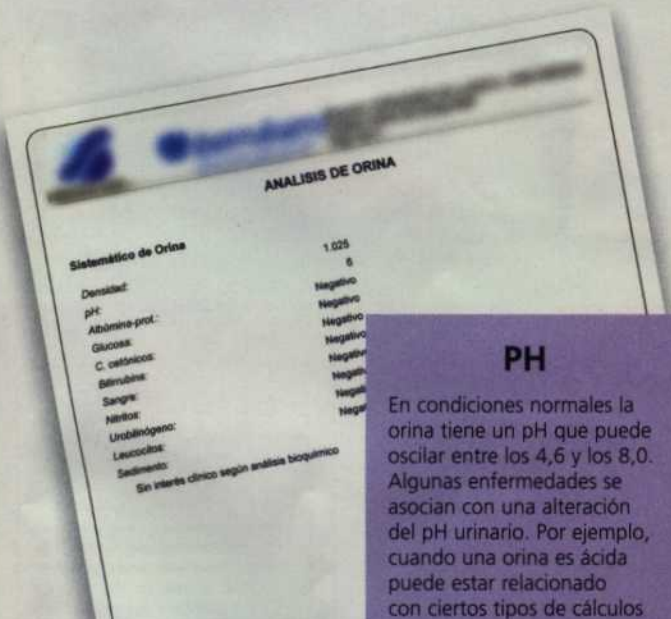 ANALISIS DE ORINA
Sistemático de Orina
Densidad: 1.025
pH: 6
Albúmina-prot.: Negativo
Glucosa: Negativo
C. cetónicos: Negativo
Bilirrubina: Negativo
Sangre: Negativo
Nitritos: Negati
Urobilinógeno: Negati
Leucocitos: Negat
Sedimento:
Sin interés clínico según análisis bioquímico
PH
En condiciones normales la
orina tiene un pH que puede
oscilar entre los 4,6 y los 8,0.
Algunas enfermedades se
asocian con una alteración
del pH urinario. Por ejemplo,
cuando una orina es ácida
puede estar relacionado
con ciertos tipos de cálculos